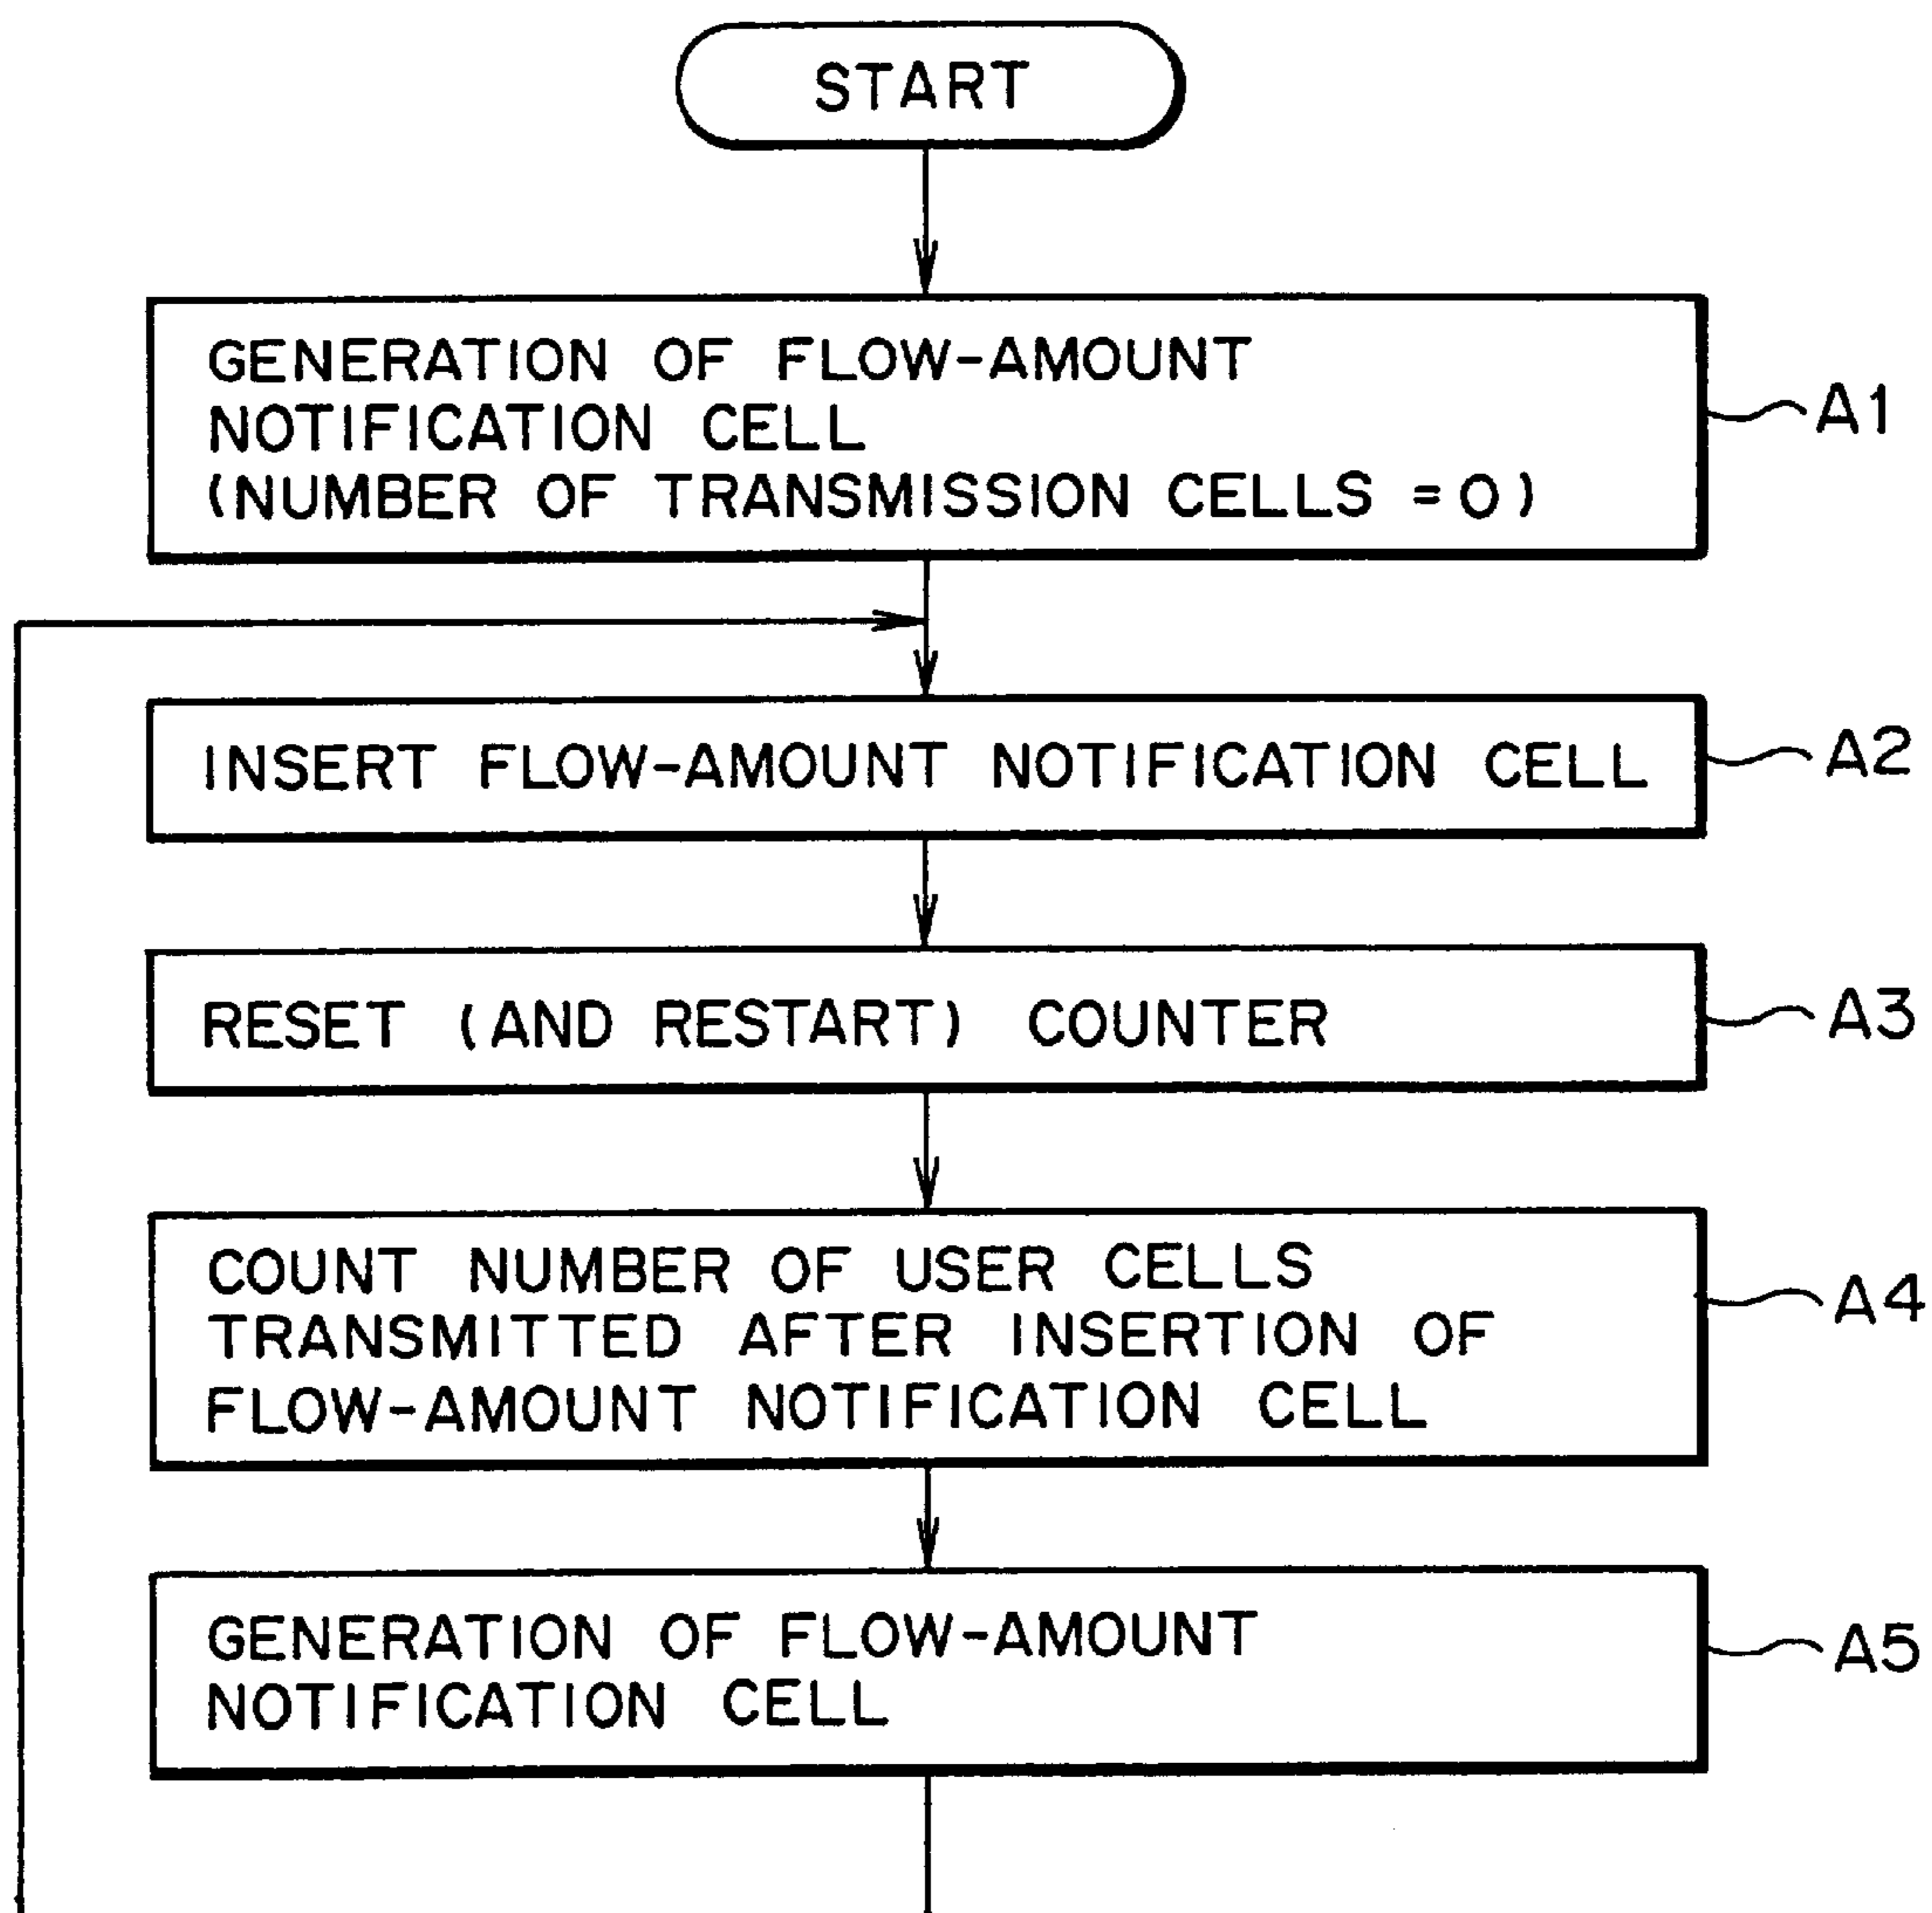 START
GENERATION OF FLOW-AMOUNT
NOTIFICATION CELL
(NUMBER OF TRANSMISSION CELLS = 0)
A1
INSERT FLOW-AMOUNT NOTIFICATION CELL
A2
RESET (AND RESTART) COUNTER
A3
COUNT NUMBER OF USER CELLS
TRANSMITTED AFTER INSERTION OF
FLOW-AMOUNT NOTIFICATION CELL
A4
GENERATION OF FLOW-AMOUNT
NOTIFICATION CELL
A5